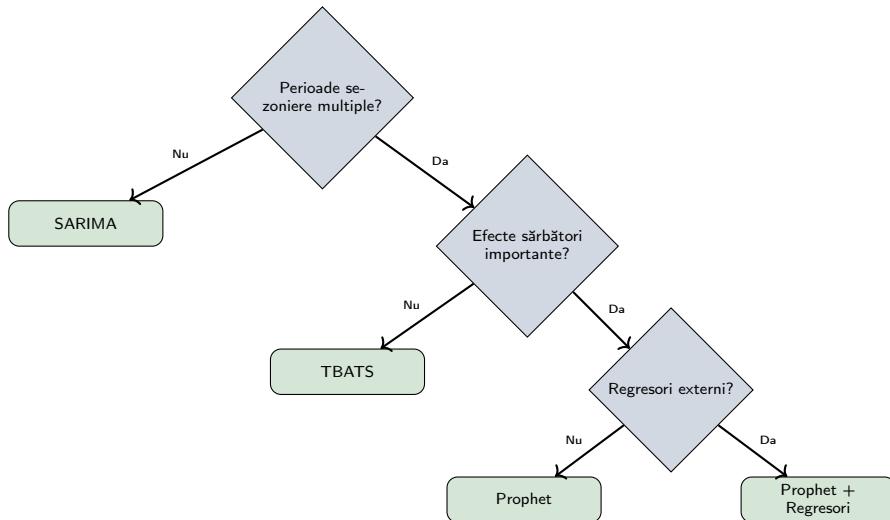 Perioade se-
zoniere multiple?
Nu
Da
SARIMA
Efecte sărbători
importante?
Nu
Da
TBATS
Regresori externi?
Nu
Da
Prophet
Prophet +
Regresori